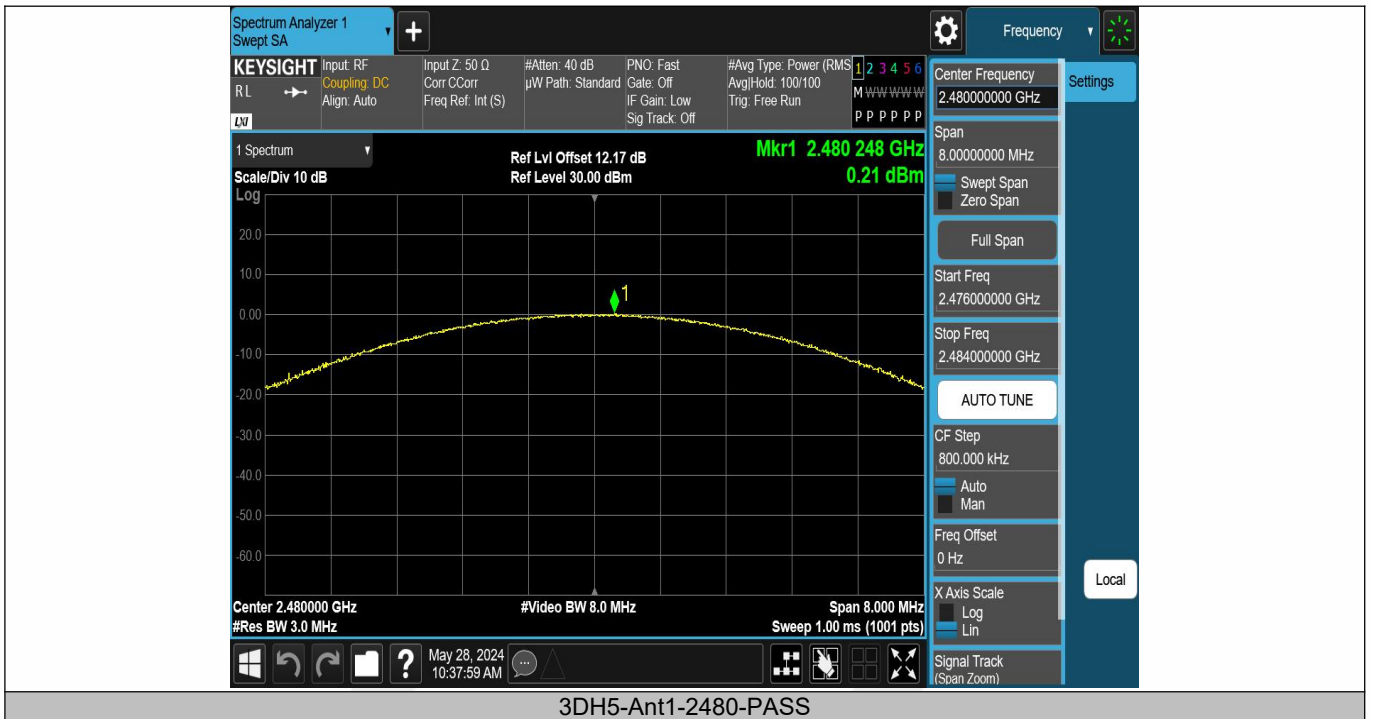 Spectrum Analyzer 1
Swept SA
+
Frequency
KEYSIGHT
RL
LXI
Input: RF
Coupling: DC
Align: Auto
Input Z: 50 Ω
Corr CCorr
Freq Ref: Int (S)
#Atten: 40 dB
µW Path: Standard
PNO: Fast
Gate: Off
IF Gain: Low
Sig Track: Off
#Avg Type: Power (RMS
Avg|Hold: 100/100
Trig: Free Run
1 2 3 4 5 6
M W W W W W
P P P P P P
1 Spectrum
Scale/Div 10 dB
Ref Lvl Offset 12.17 dB
Ref Level 30.00 dBm
Mkr1 2.480 248 GHz
0.21 dBm
Log
20.0
10.0
0.00
-10.0
-20.0
-30.0
-40.0
-50.0
-60.0
1
Center 2.480000 GHz
#Res BW 3.0 MHz
#Video BW 8.0 MHz
Span 8.000 MHz
Sweep 1.00 ms (1001 pts)
?
May 28, 2024
10:37:59 AM
Center Frequency
2.480000000 GHz
Settings
Span
8.00000000 MHz
Swept Span
Zero Span
Full Span
Start Freq
2.476000000 GHz
Stop Freq
2.484000000 GHz
AUTO TUNE
CF Step
800.000 kHz
Auto
Man
Freq Offset
0 Hz
Local
X Axis Scale
Log
Lin
Signal Track
(Span Zoom)
3DH5-Ant1-2480-PASS